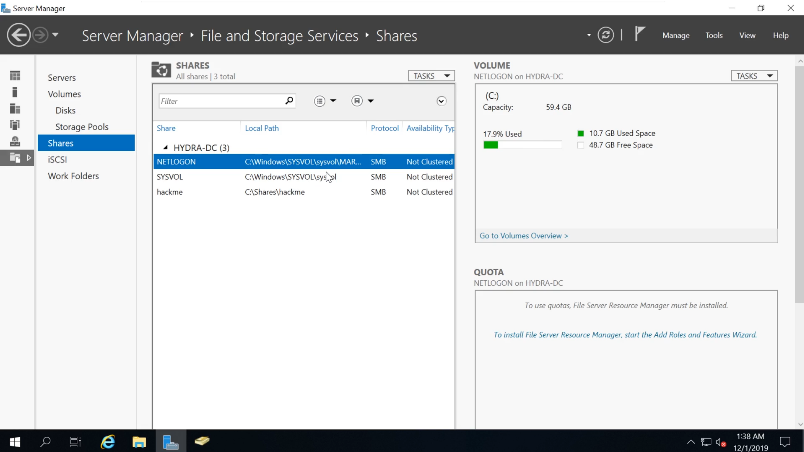 Server Manager
Server Manager • File and Storage Services • Shares
Manage
Tools
View
Help
Servers
Volumes
Disks
Storage Pools
Shares
iSCSI
Work Folders
SHARES
All shares | 3 total
TASKS
Filter
Share Local Path Protocol Availability Typ
HYDRA-DC (3)
NETLOGON C:\Windows\SYSVOL\sysvol\MAR... SMB Not Clustered
SYSVOL C:\Windows\SYSVOL\sysvol SMB Not Clustered
hackme C:\Shares\hackme SMB Not Clustered
VOLUME
NETLOGON on HYDRA-DC
TASKS
(C:)
Capacity: 59.4 GB
17.9% Used
10.7 GB Used Space
48.7 GB Free Space
Go to Volumes Overview >
QUOTA
NETLOGON on HYDRA-DC
To use quotas, File Server Resource Manager must be installed.
To install File Server Resource Manager, start the Add Roles and Features Wizard.
1:38 AM
12/1/2019